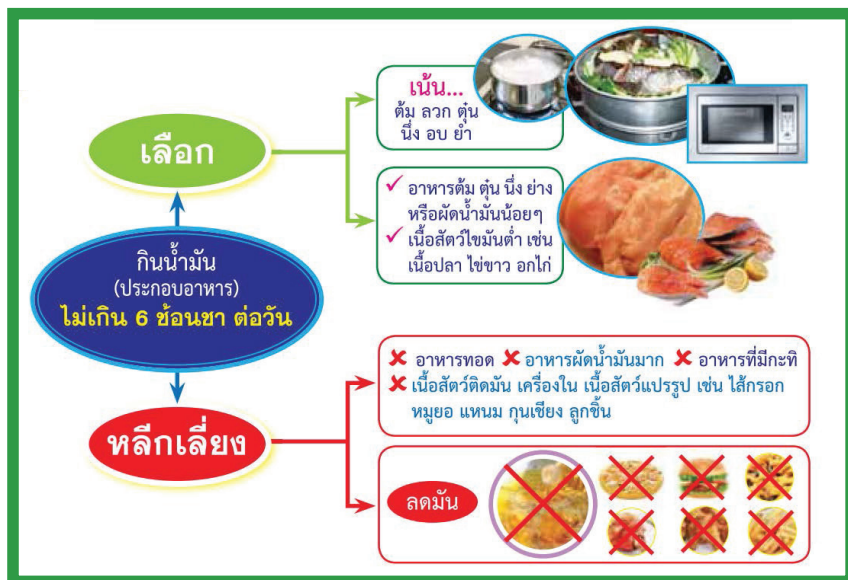 เลือก
เน้น...
ต้ม ลวก ตุ๋น
นึ่ง อบ ยำ
✓ อาหารต้ม ตุ๋น นึ่ง ย่าง
หรือผัดน้ำมันน้อยๆ
✓ เนื้อสัตว์ไขมันต่ำ เช่น
เนื้อปลา ไข่ขาว อกไก่
กินน้ำมัน
(ประกอบอาหาร)
ไม่เกิน 6 ช้อนชา ต่อวัน
หลีกเลี่ยง
✘ อาหารทอด ✘ อาหารผัดน้ำมันมาก ✘ อาหารที่มีกะทิ
✘ เนื้อสัตว์ติดมัน เครื่องใน เนื้อสัตว์แปรรูป เช่น ไส้กรอก
หมูยอ แหนม กุนเชียง ลูกชิ้น
ลดมัน